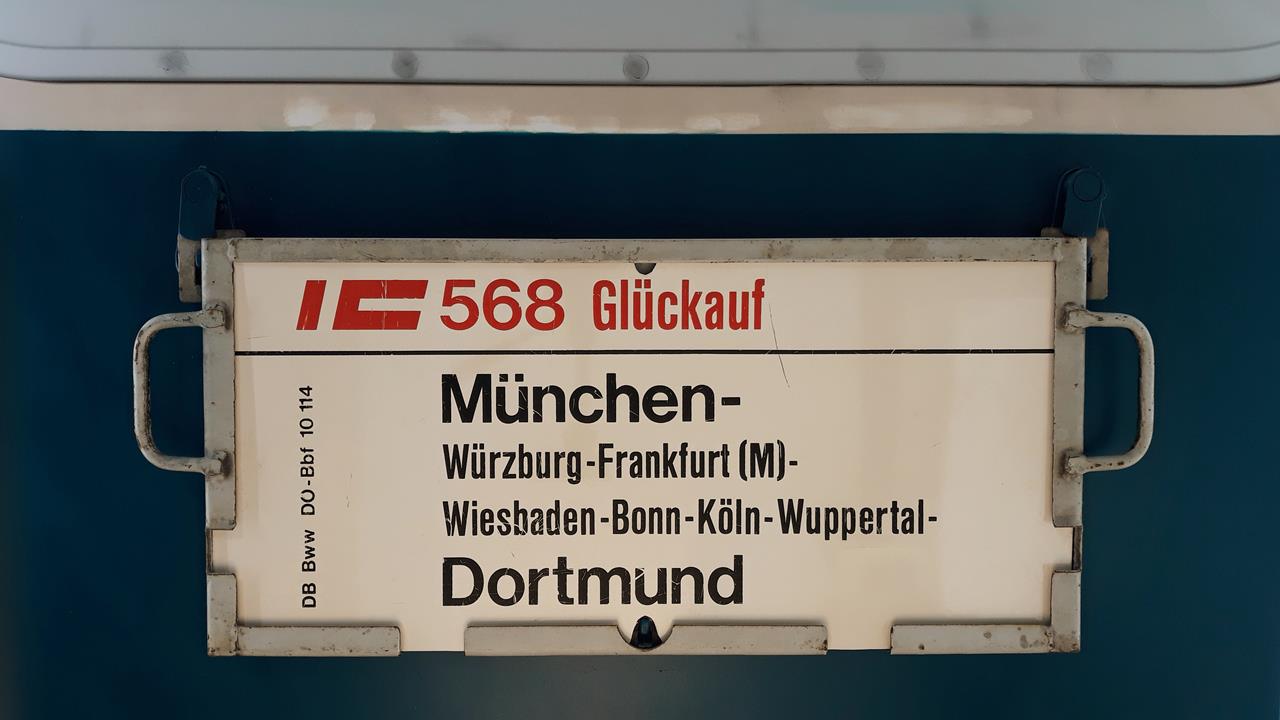 IC 568 Glückauf
München-
Würzburg-Frankfurt (M)-
Wiesbaden-Bonn-Köln-Wuppertal-
Dortmund
DB Bww DO-Bbf 10 114